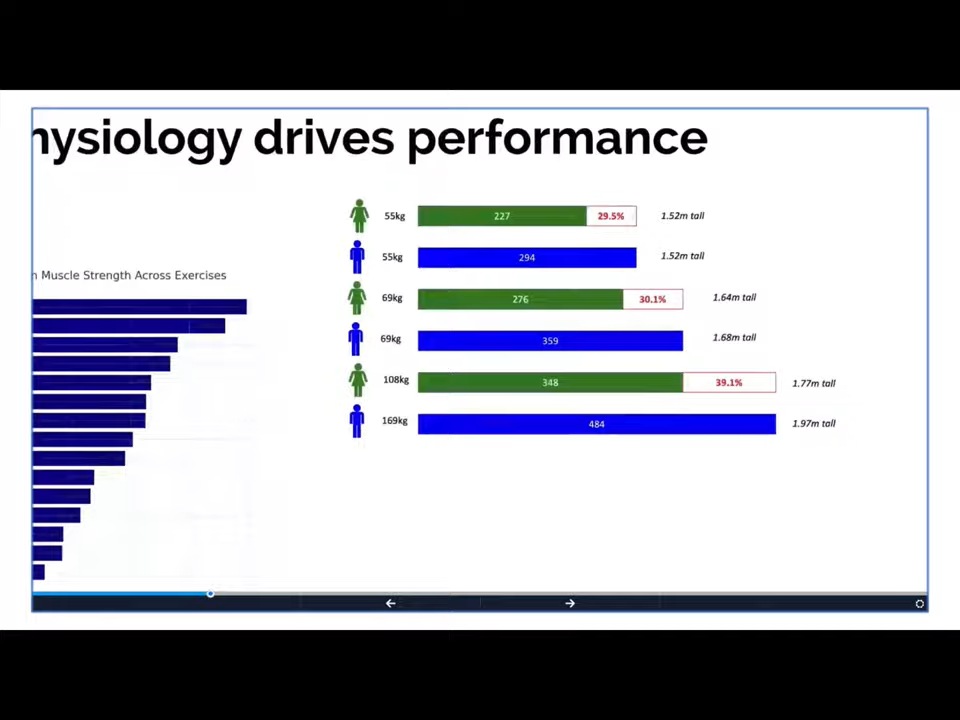 hysiology drives performance
55kg 227 29.5% 1.52m tall
55kg 294 1.52m tall
n Muscle Strength Across Exercises
69kg 276 30.1% 1.64m tall
69kg 359 1.68m tall
108kg 348 39.1% 1.77m tall
169kg 484 1.97m tall